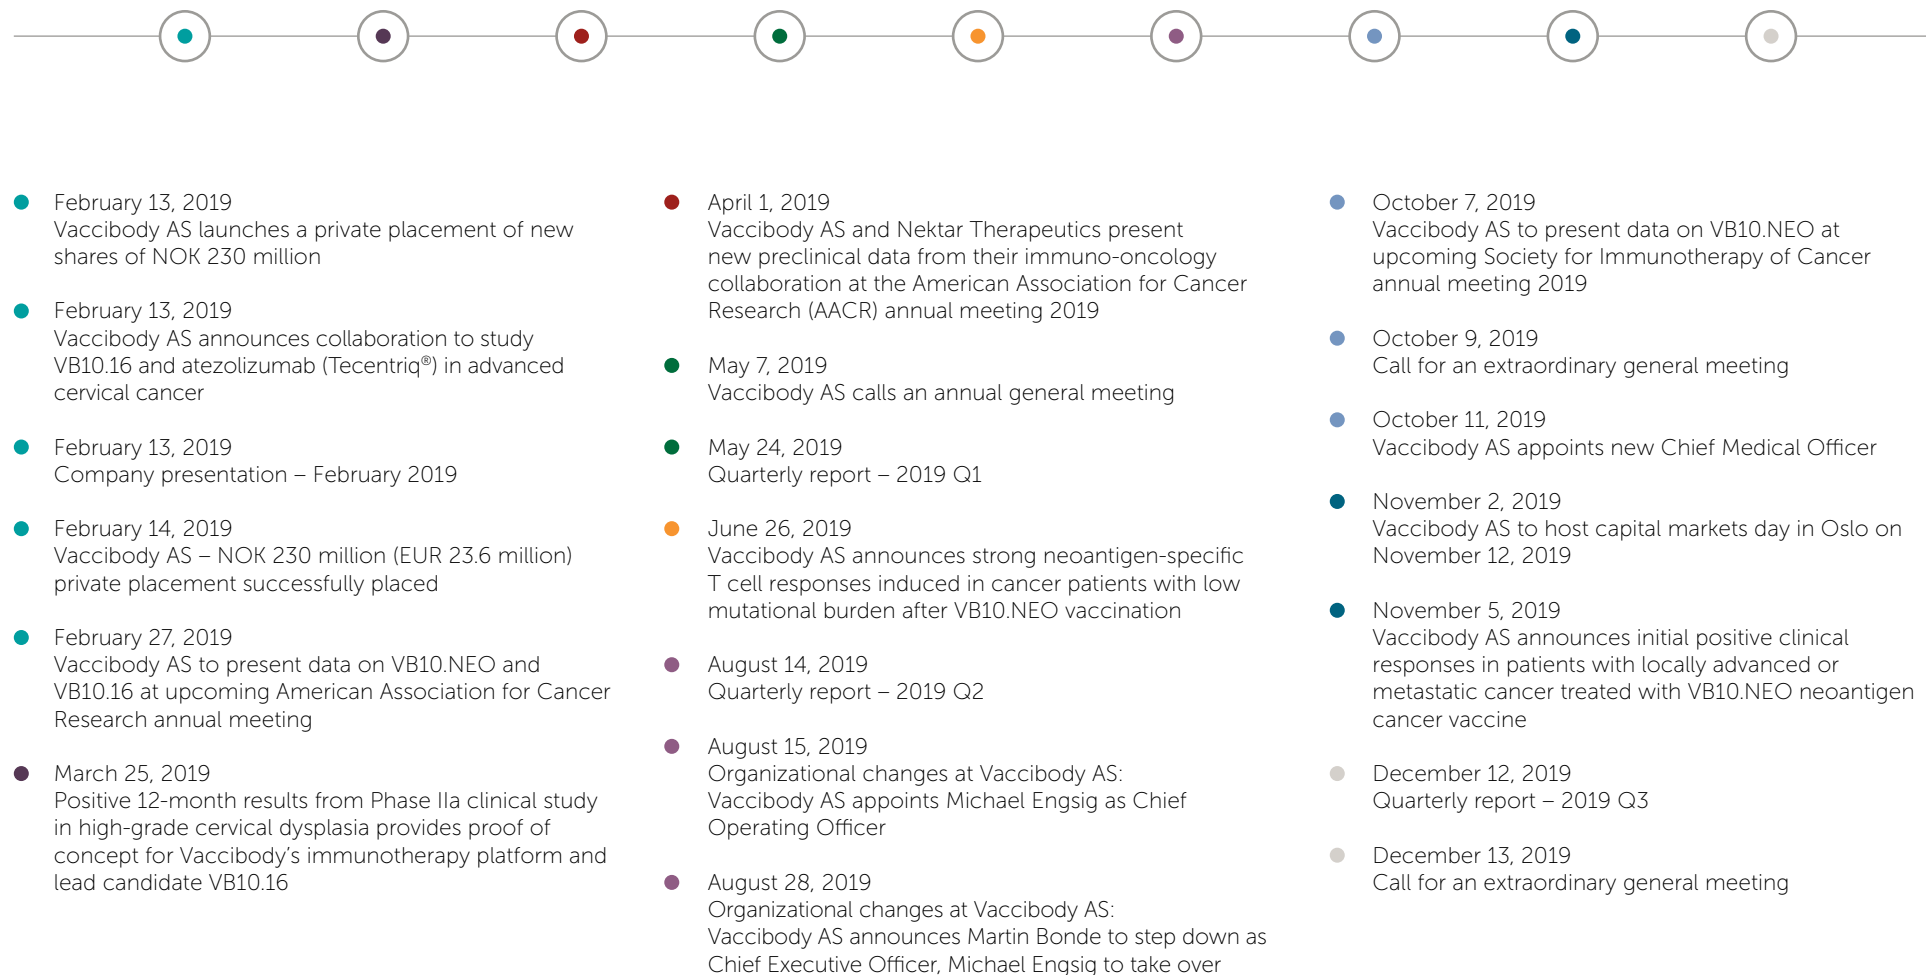 February 13, 2019
Vaccibody AS launches a private placement of new
shares of NOK 230 million
February 13, 2019
Vaccibody AS announces collaboration to study
VB10.16 and atezolizumab (Tecentriq®) in advanced
cervical cancer
February 13, 2019
Company presentation – February 2019
February 14, 2019
Vaccibody AS – NOK 230 million (EUR 23.6 million)
private placement successfully placed
February 27, 2019
Vaccibody AS to present data on VB10.NEO and
VB10.16 at upcoming American Association for Cancer
Research annual meeting
March 25, 2019
Positive 12-month results from Phase IIa clinical study
in high-grade cervical dysplasia provides proof of
concept for Vaccibody's immunotherapy platform and
lead candidate VB10.16
April 1, 2019
Vaccibody AS and Nektar Therapeutics present
new preclinical data from their immuno-oncology
collaboration at the American Association for Cancer
Research (AACR) annual meeting 2019
May 7, 2019
Vaccibody AS calls an annual general meeting
May 24, 2019
Quarterly report – 2019 Q1
June 26, 2019
Vaccibody AS announces strong neoantigen-specific
T cell responses induced in cancer patients with low
mutational burden after VB10.NEO vaccination
August 14, 2019
Quarterly report – 2019 Q2
August 15, 2019
Organizational changes at Vaccibody AS:
Vaccibody AS appoints Michael Engsig as Chief
Operating Officer
August 28, 2019
Organizational changes at Vaccibody AS:
Vaccibody AS announces Martin Bonde to step down as
Chief Executive Officer, Michael Engsig to take over
October 7, 2019
Vaccibody AS to present data on VB10.NEO at
upcoming Society for Immunotherapy of Cancer
annual meeting 2019
October 9, 2019
Call for an extraordinary general meeting
October 11, 2019
Vaccibody AS appoints new Chief Medical Officer
November 2, 2019
Vaccibody AS to host capital markets day in Oslo on
November 12, 2019
November 5, 2019
Vaccibody AS announces initial positive clinical
responses in patients with locally advanced or
metastatic cancer treated with VB10.NEO neoantigen
cancer vaccine
December 12, 2019
Quarterly report – 2019 Q3
December 13, 2019
Call for an extraordinary general meeting